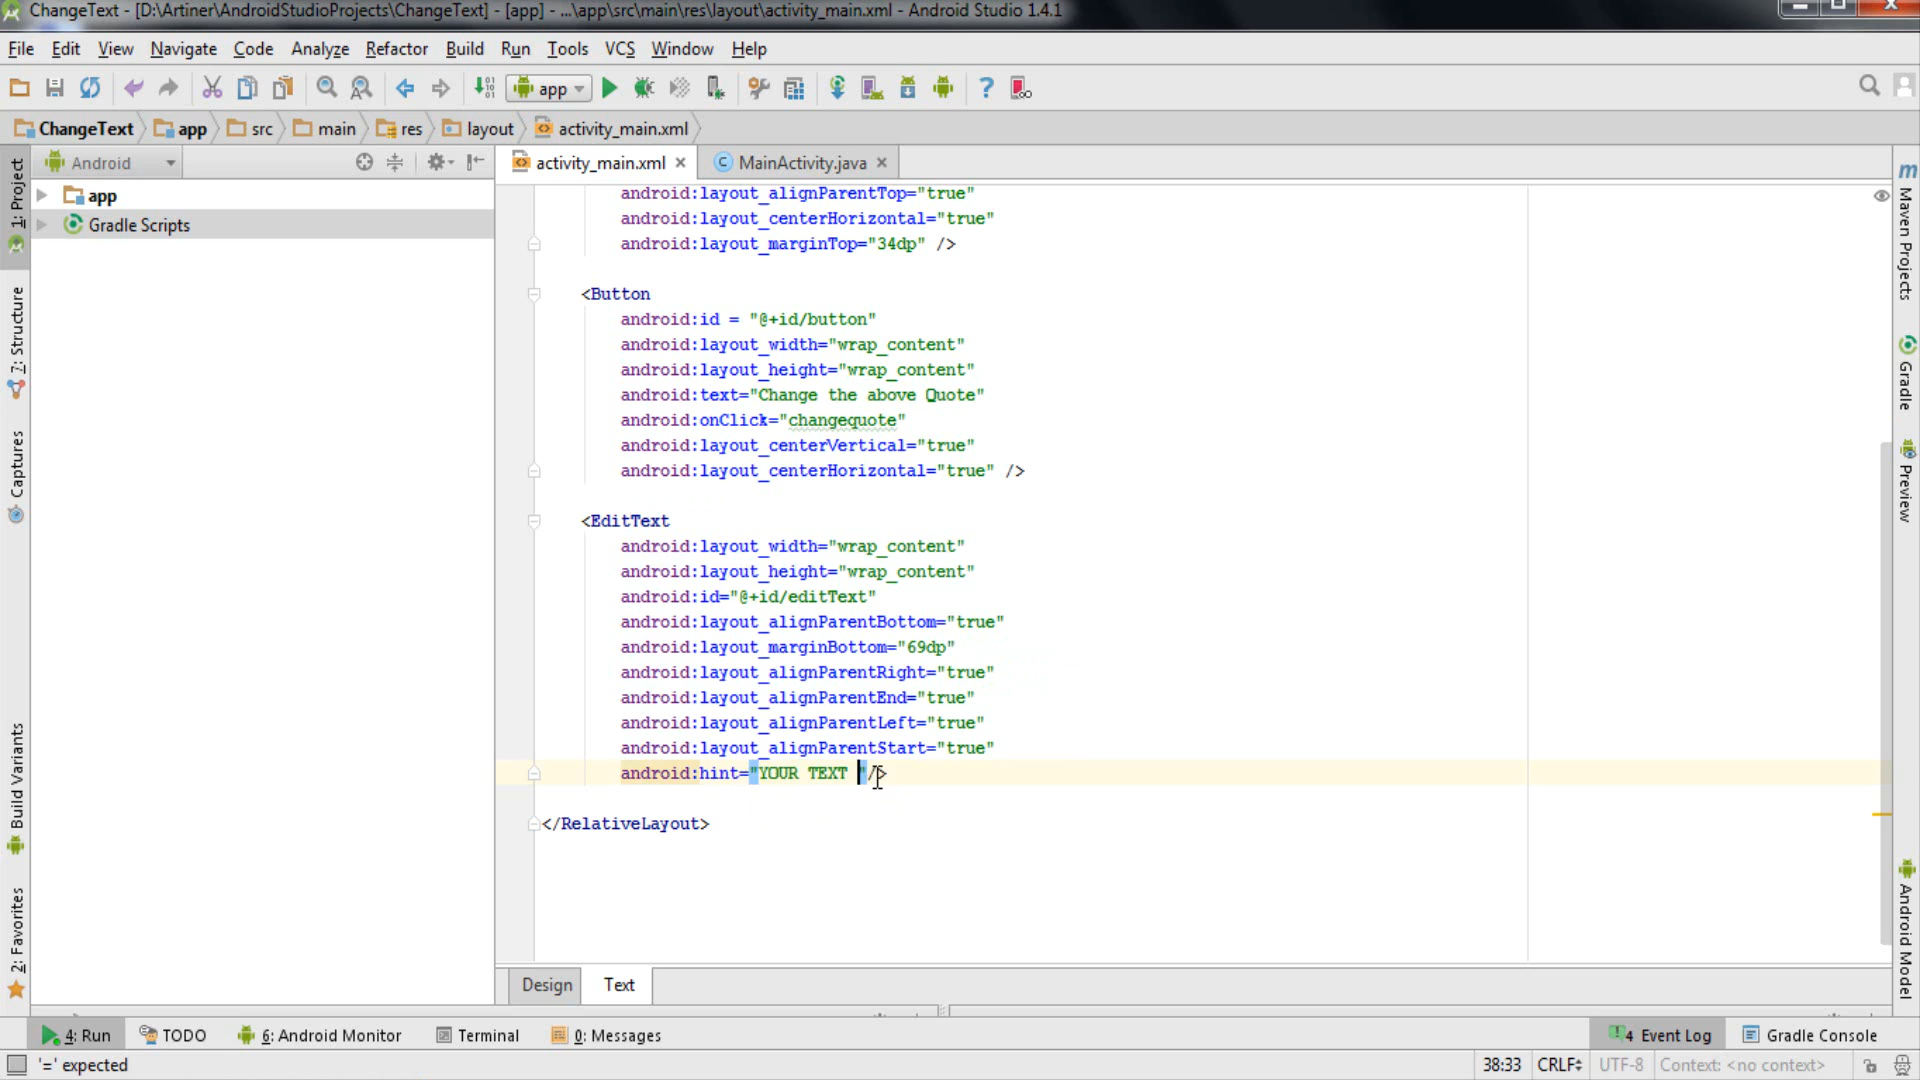 ChangeText - [D:\Artiner\AndroidStudioProjects\ChangeText] - [app] - ...\app\src\main\res\layout\activity_main.xml - Android Studio 1.4.1
File Edit View Navigate Code Analyze Refactor Build Run Tools VCS Window Help
app
ChangeText app src main res layout activity_main.xml
Android
activity_main.xml MainActivity.java
app
Gradle Scripts
1: Project
7: Structure
Captures
Build Variants
2: Favorites
android:layout_alignParentTop="true"
android:layout_centerHorizontal="true"
android:layout_marginTop="34dp" />
<Button
android:id = "@+id/button"
android:layout_width="wrap_content"
android:layout_height="wrap_content"
android:text="Change the above Quote"
android:onClick="changequote"
android:layout_centerVertical="true"
android:layout_centerHorizontal="true" />
<EditText
android:layout_width="wrap_content"
android:layout_height="wrap_content"
android:id="@+id/editText"
android:layout_alignParentBottom="true"
android:layout_marginBottom="69dp"
android:layout_alignParentRight="true"
android:layout_alignParentEnd="true"
android:layout_alignParentLeft="true"
android:layout_alignParentStart="true"
android:hint="YOUR TEXT "/>
</RelativeLayout>
m Maven Projects
Gradle
Preview
Android Model
Design Text
4: Run TODO 6: Android Monitor Terminal 0: Messages 4 Event Log Gradle Console
'=' expected 38:33 CRLF UTF-8 Context: <no context>